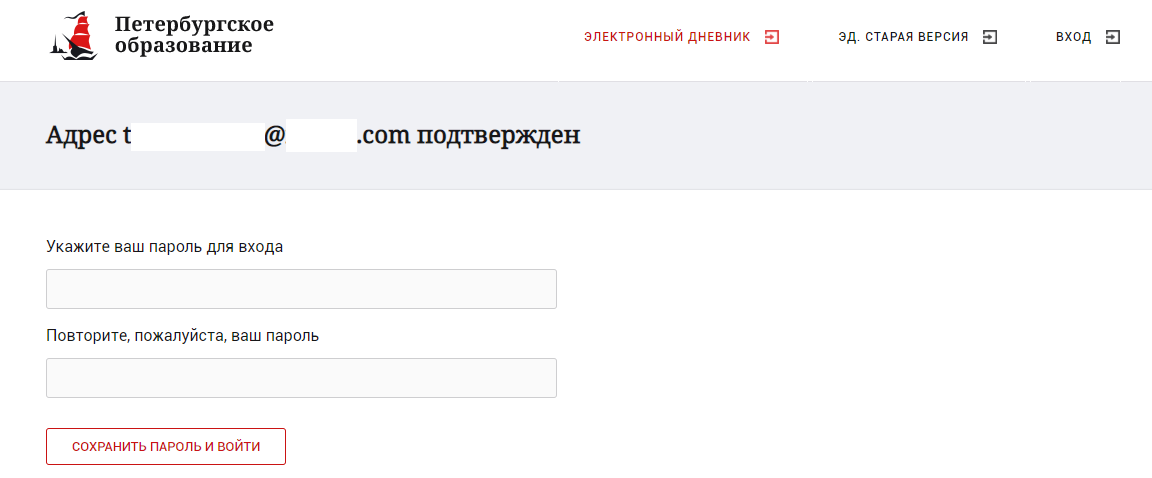 Петербургское
образование
ЭЛЕКТРОННЫЙ ДНЕВНИК
ЭД. СТАРАЯ ВЕРСИЯ
ВХОД
Адрес t @ .com подтвержден
Укажите ваш пароль для входа
Повторите, пожалуйста, ваш пароль
СОХРАНИТЬ ПАРОЛЬ И ВОЙТИ